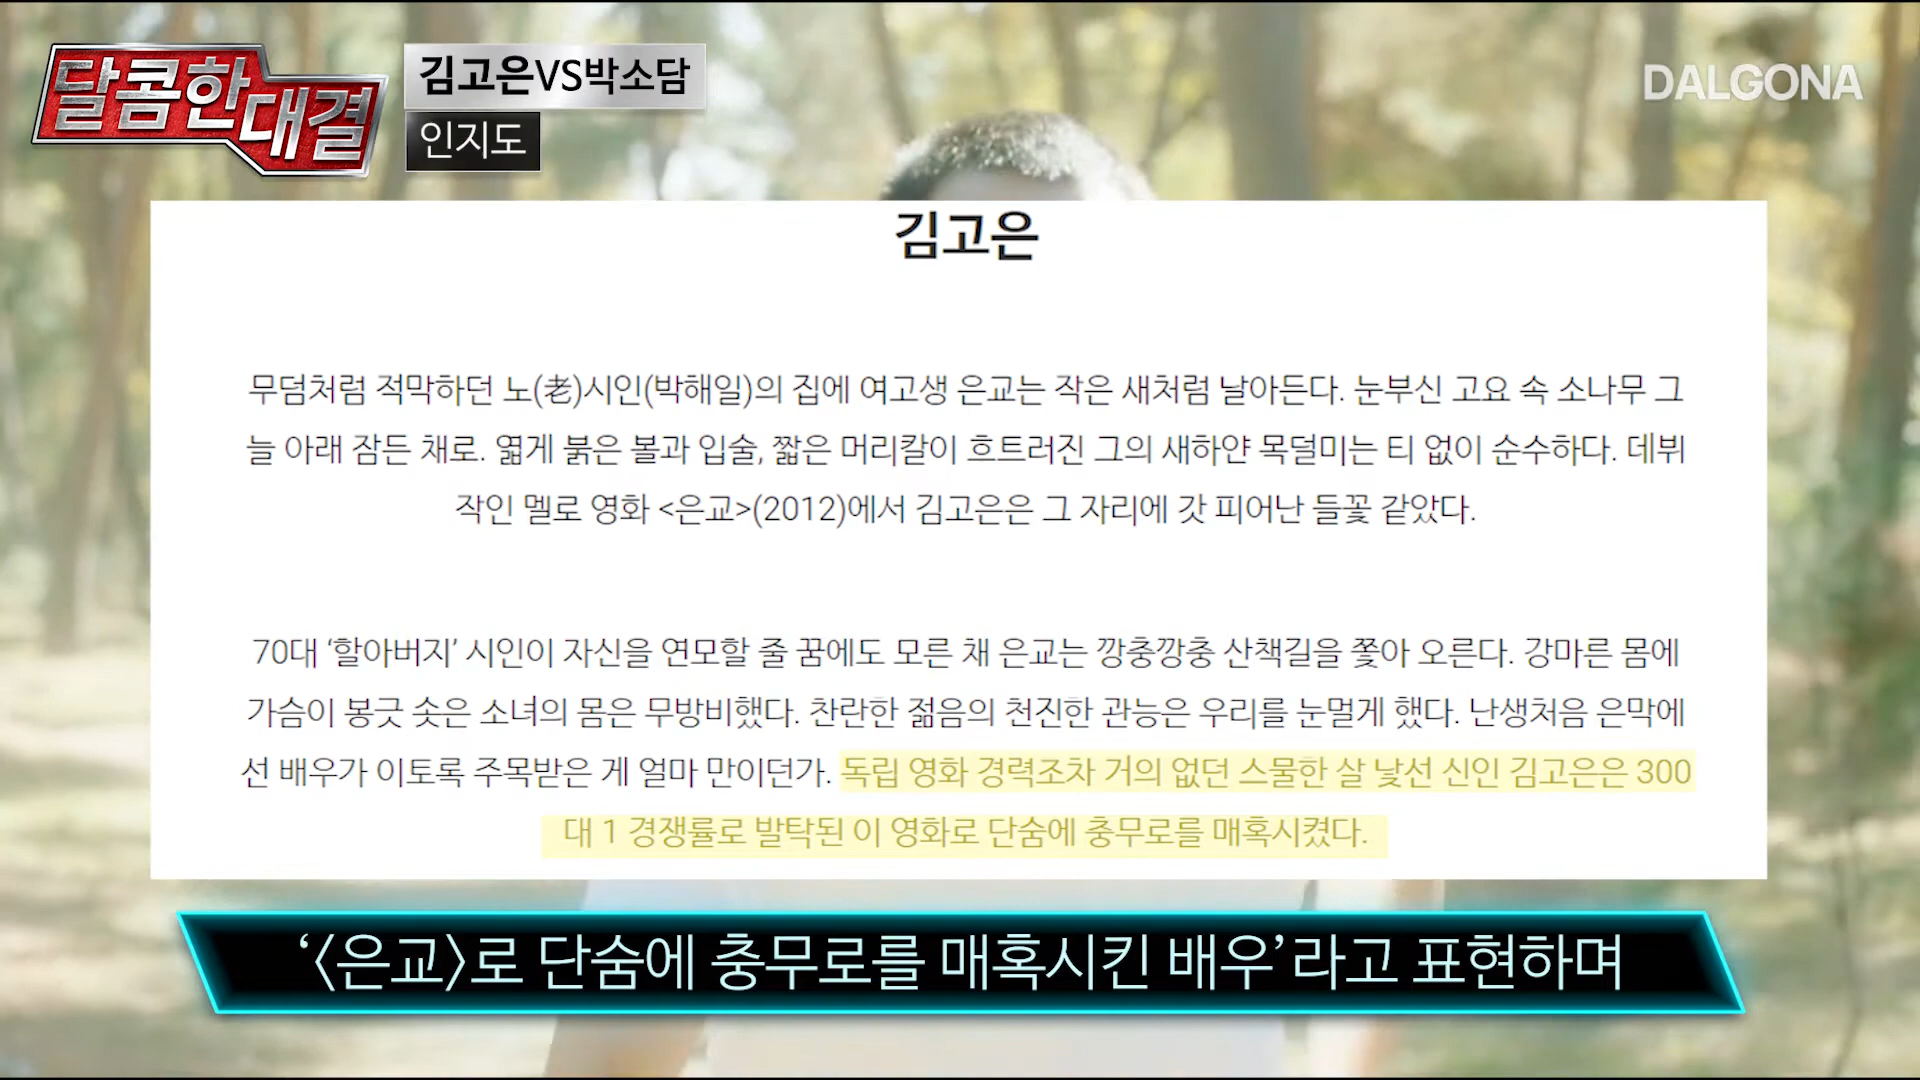 달콤한
대결
김고은VS박소담
인지도
DALGONA
김고은
무덤처럼 적막하던 노(老)시인(박해일)의 집에 여고생 은교는 작은 새처럼 날아든다. 눈부신 고요 속 소나무 그
늘 아래 잠든 채로. 엷게 붉은 볼과 입술, 짧은 머리칼이 흐트러진 그의 새하얀 목덜미는 티 없이 순수하다. 데뷔
작인 멜로 영화 <은교>(2012)에서 김고은은 그 자리에 갓 피어난 들꽃 같았다.
70대 ‘할아버지’ 시인이 자신을 연모할 줄 꿈에도 모른 채 은교는 깡충깡충 산책길을 쫓아 오른다. 강마른 몸에
가슴이 봉긋 솟은 소녀의 몸은 무방비했다. 찬란한 젊음의 천진한 관능은 우리를 눈멀게 했다. 난생처음 은막에
선 배우가 이토록 주목받은 게 얼마 만이던가. 독립 영화 경력조차 거의 없던 스물한 살 낯선 신인 김고은은 300
대 1 경쟁률로 발탁된 이 영화로 단숨에 충무로를 매혹시켰다.
‘<은교>로 단숨에 충무로를 매혹시킨 배우’라고 표현하며